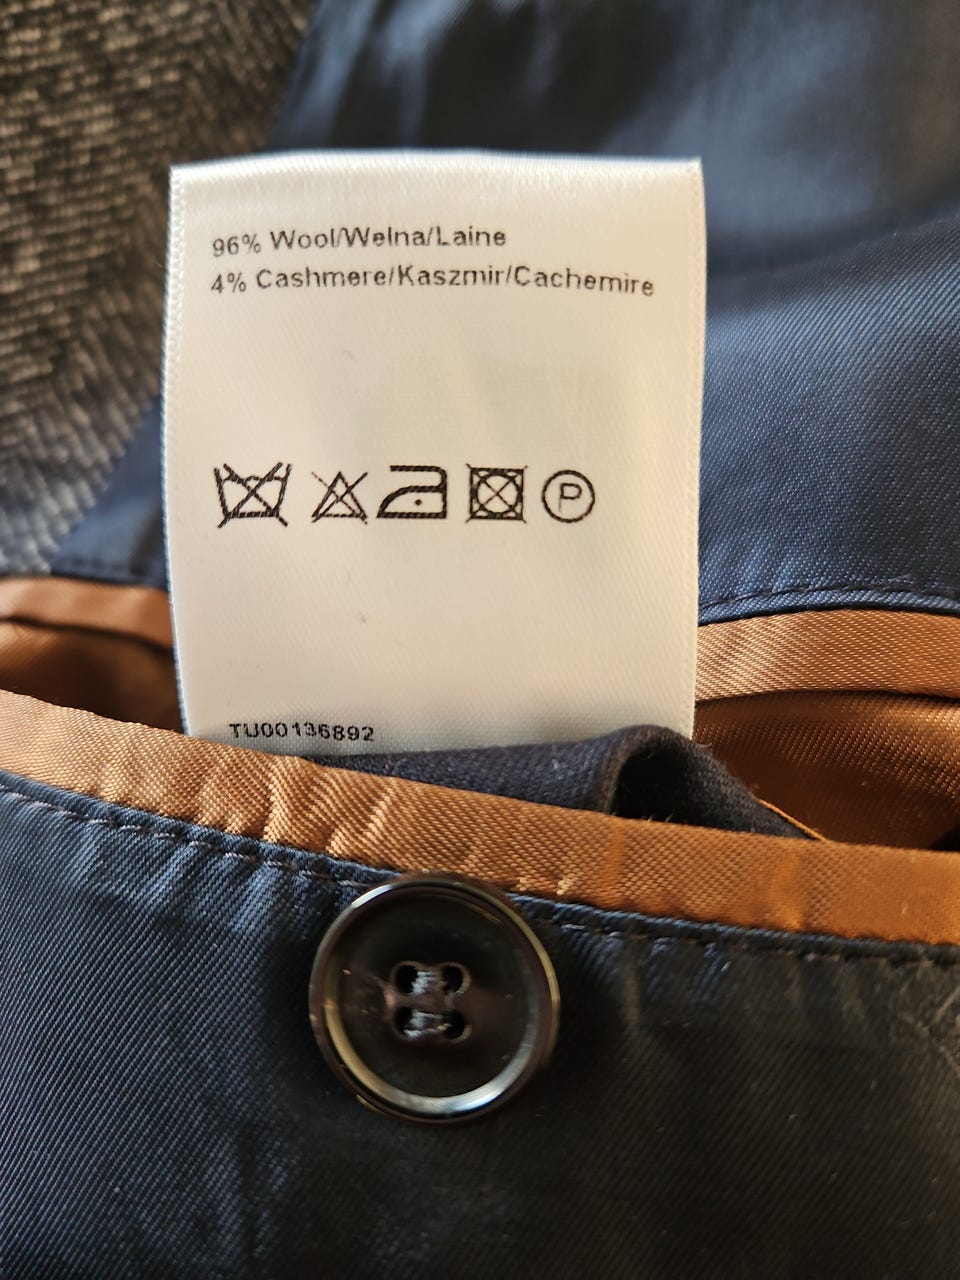 96% Wool/Wełna/Laine
4% Cashmere/Kaszmir/Cachemire
P
TU00136892